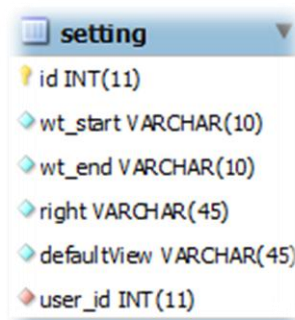 setting
id INT(11)
wt_start VARCHAR(10)
wt_end VARCHAR(10)
right VARCHAR(45)
defaultView VARCHAR(45)
user_id INT(11)